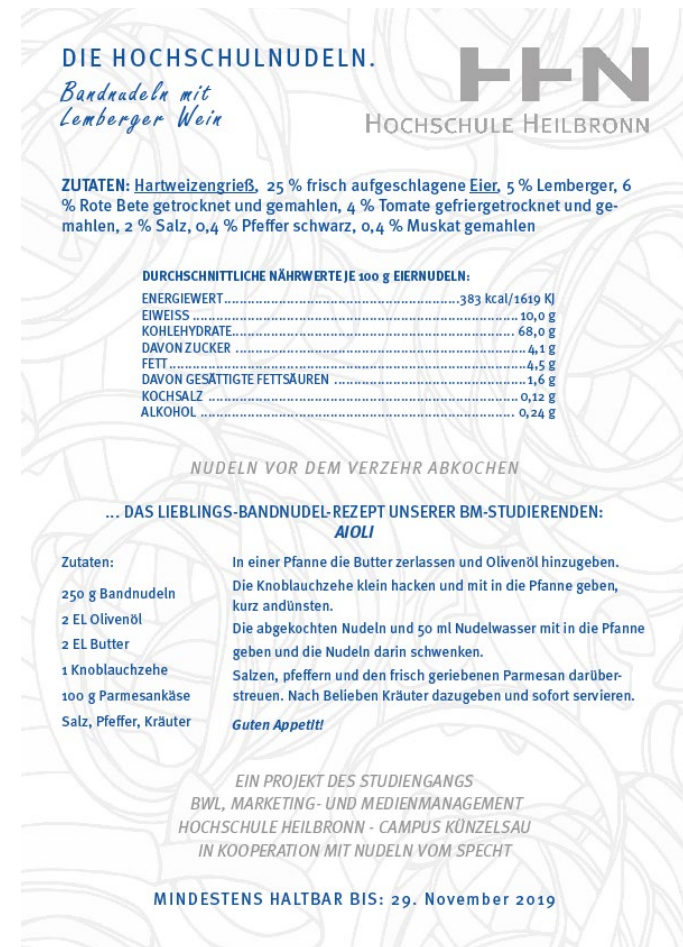 DIE HOCHSCHULNUDELN.
Bandnudeln mit
Lemberger Wein
HHN
HOCHSCHULE HEILBRONN
ZUTATEN: Hartweizengrieß, 25 % frisch aufgeschlagene Eier, 5 % Lemberger, 6
% Rote Bete getrocknet und gemahlen, 4 % Tomate gefriergetrocknet und ge-
mahlen, 2 % Salz, 0,4 % Pfeffer schwarz, 0,4 % Muskat gemahlen
DURCHSCHNITTLICHE NÄHRWERTE JE 100 g EIERNUDELN:
ENERGIEWERT....................383 kcal/1619 KJ
EIWEISS....................10,0 g
KOHLEHYDRATE....................68,0 g
DAVON ZUCKER....................4,1 g
FETT....................4,5 g
DAVON GESÄTTIGTE FETTSÄUREN....................1,6 g
KOCHSALZ....................0,12 g
ALKOHOL....................0,24 g
NUDELN VOR DEM VERZEHR ABKOCHEN
... DAS LIEBLINGS-BANDNUDEL-REZEPT UNSERER BM-STUDIERENDEN:
AIOLI
Zutaten:
250 g Bandnudeln
2 EL Olivenöl
2 EL Butter
1 Knoblauchzehe
100 g Parmesankäse
Salz, Pfeffer, Kräuter
In einer Pfanne die Butter zerlassen und Olivenöl hinzugeben.
Die Knoblauchzehe klein hacken und mit in die Pfanne geben,
kurz andünsten.
Die abgekochten Nudeln und 50 ml Nudelwasser mit in die Pfanne
geben und die Nudeln darin schwenken.
Salzen, pfeffern und den frisch geriebenen Parmesan darüber-
streuen. Nach Belieben Kräuter dazugeben und sofort servieren.
Guten Appetit!
EIN PROJEKT DES STUDIENGANGS
BWL, MARKETING- UND MEDIENMANAGEMENT
HOCHSCHULE HEILBRONN - CAMPUS KÜNZELSAU
IN KOOPERATION MIT NUDELN VOM SPECHT
MINDESTENS HALTBAR BIS: 29. November 2019